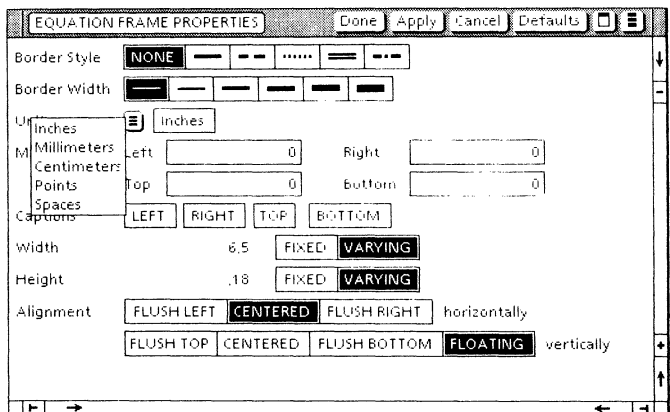 EQUATION FRAME PROPERTIES Done Apply Cancel Defaults
Border Style NONE
Border Width
Inches
Inches
Millimeters
Left 0 Right 0
Centimeters
Points
Top 0 Bottom 0
Spaces
Captions LEFT RIGHT TOP BOTTOM
Width 6.5 FIXED VARYING
Height .18 FIXED VARYING
Alignment FLUSH LEFT CENTERED FLUSH RIGHT horizontally
FLUSH TOP CENTERED FLUSH BOTTOM FLOATING vertically